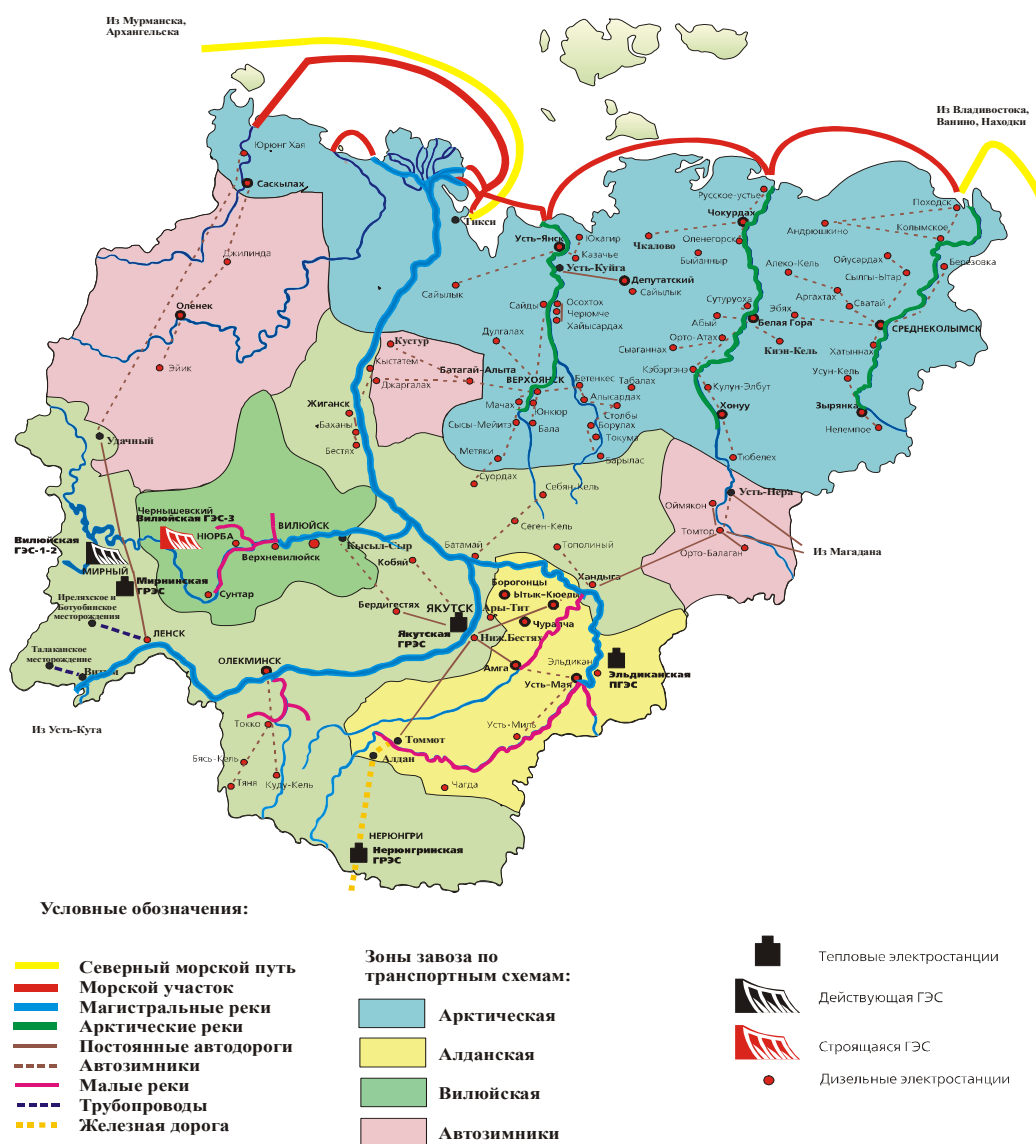 Из Мурманска,
Архангельска
Из Владивостока,
Ванино, Находки
Юрюнг Хая
Саскылах
Тикси
Русское-устье
Походск
Чокурдах
Андрюшкино
Колымское
Усть-Янск
Юкагир
Чкалово
Оленегорск
Казачье
Быйанныр
Ойусардах
Березовка
Джилинда
Усть-Куйга
Алеко-Кель
Сылгы-Ытар
Депутатский
Сайылык
Сайылык
Аргахтах
Оленек
Сайды
Осохтох
Сутуруоха
Эбях
Сватай
Черюмче
Абый
Белая Гора
СРЕДНЕКОЛЫМСК
Хайысардах
Дулгалах
Орто-Атах
Кустур
Сыаганнах
Киэн-Кель
Хатыннах
Эйик
Кыстатем
Батагай-Алыта
Кэбэргэнэ
Усун-Кель
Джаргалах
ВЕРХОЯНСК
Бетенкес
Табалах
Кулун-Элбут
Алысардах
ЖИГАНСК
Мачах
Юнкюр
Столбы
Хонуу
Зырянка
Баханы
Сысы-Мейитэ
Бала
Борулах
Нелемпое
Удачный
Бестях
Токума
Метяки
Барылас
Тюбелех
Суордах
Себян-Кель
Усть-Нера
Оймякон
Чернышевский
Вилюйская ГЭС-3
ВИЛЮЙСК
Сеген-Кель
Томтор
Вилюйская
ГЭС-1-2
НЮРБА
Кысыл-Сыр
Батамай
Тополиный
Орто-Балаган
Из Магадана
Верхневилюйск
Кобяй
МИРНЫЙ
Мирнинская
ГРЭС
Хандыга
Борогонцы
Сунтар
Ытык-Кюель
Иреляхское и
Ботуобинское
месторождения
Бердигестях
ЯКУТСК
Ары-Тит
Чурапча
Якутская
ГРЭС
Ниж.Бестях
ЛЕНСК
Талаканское
месторождение
Витим
ОЛЕКМИНСК
Амга
Эльдикан
Эльдиканская
ПГЭС
Усть-Мая
Из Усть-Кута
Токко
Усть-Миль
Томмот
Бясь-Кель
Алдан
Тяня
Куду-Кель
Чагда
НЕРЮНГРИ
Нерюнгринская
ГРЭС
Условные обозначения:
Северный морской путь
Морской участок
Магистральные реки
Арктические реки
Постоянные автодороги
Автозимники
Малые реки
Трубопроводы
Железная дорога
Зоны завоза по
транспортным схемам:
Арктическая
Алданская
Вилюйская
Автозимники
Тепловые электростанции
Действующая ГЭС
Строящаяся ГЭС
Дизельные электростанции